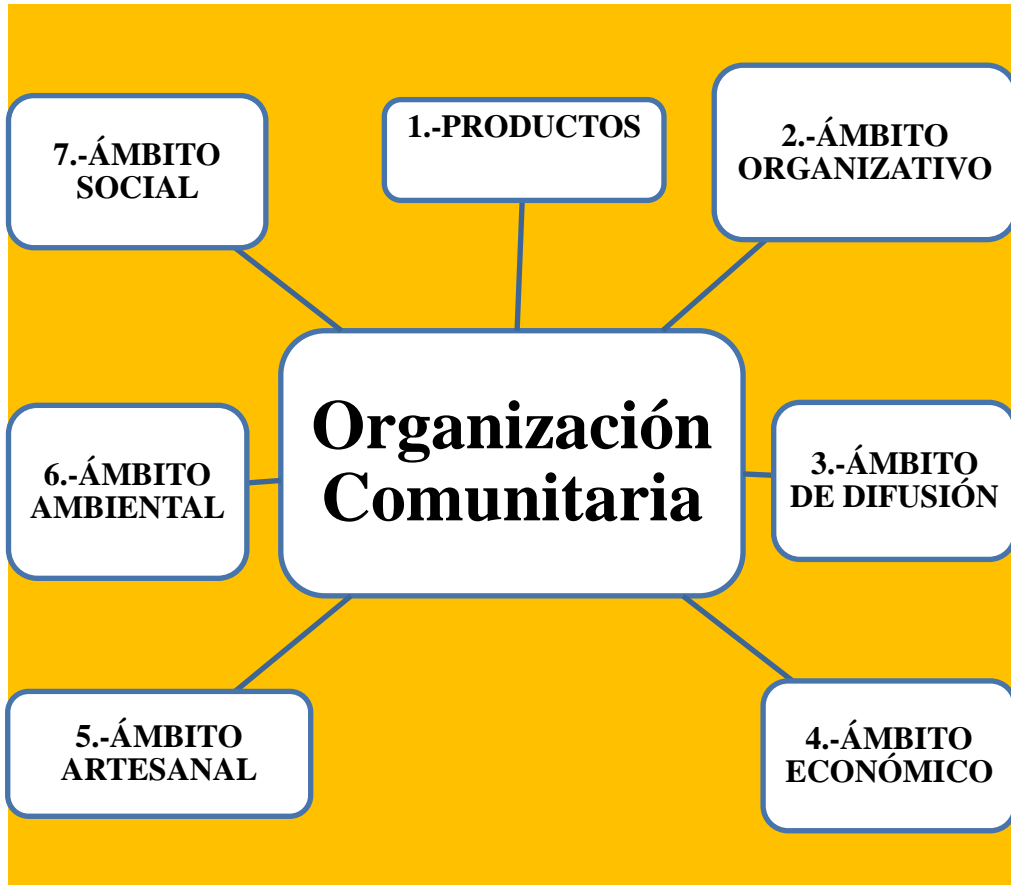 1.-PRODUCTOS
2.-ÁMBITO
ORGANIZATIVO
3.-ÁMBITO
DE DIFUSIÓN
4.-ÁMBITO
ECONÓMICO
5.-ÁMBITO
ARTESANAL
6.-ÁMBITO
AMBIENTAL
7.-ÁMBITO
SOCIAL
Organización
Comunitaria